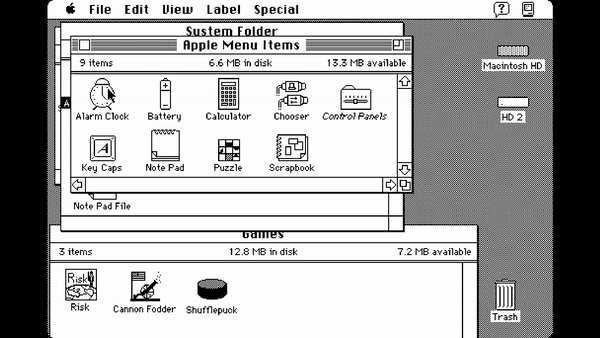 File Edit View Label Special
System Folder
Apple Menu Items
9 items 6.6 MB in disk 13.3 MB available
Macintosh HD
Alarm Clock Battery Calculator Chooser Control Panels
HD 2
A
Key Caps Note Pad Puzzle Scrapbook
Note Pad File
Games
3 items 12.8 MB in disk 7.2 MB available
Risk
Risk Cannon Fodder Shufflepuck
Trash